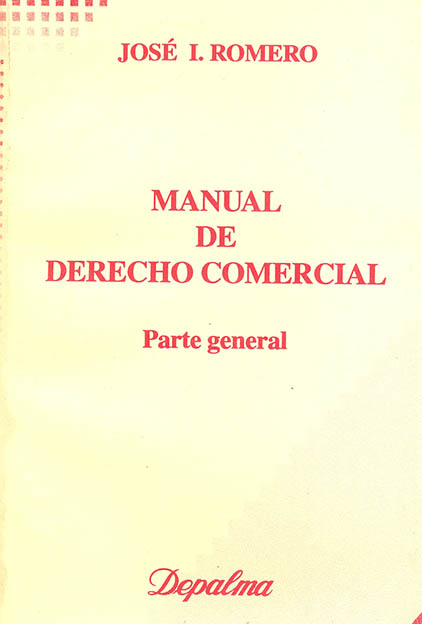 JOSÉ I. ROMERO
MANUAL
DE
DERECHO COMERCIAL
Parte general
Depalma